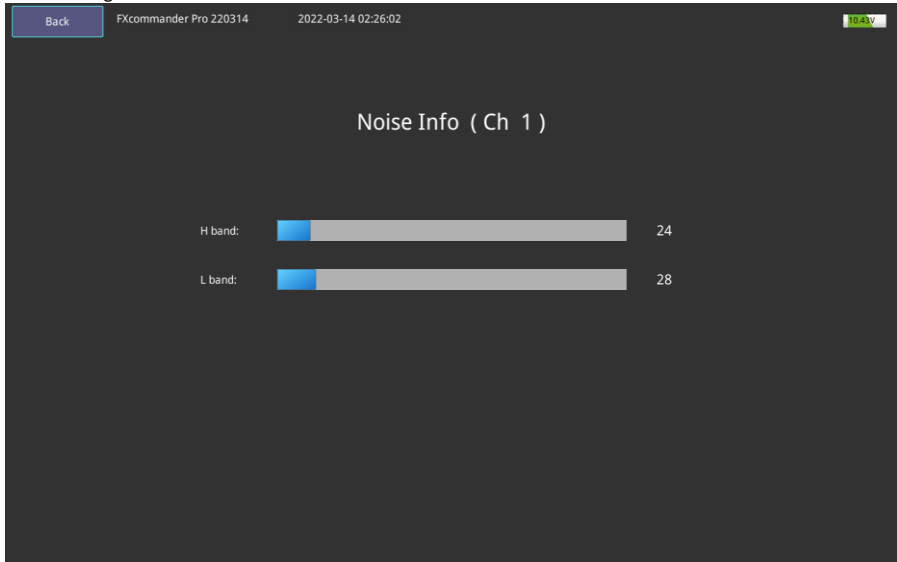 Back
FXcommander Pro 220314
2022-03-14 02:26:02
10.43V
Noise Info ( Ch 1 )
H band:
24
L band:
28